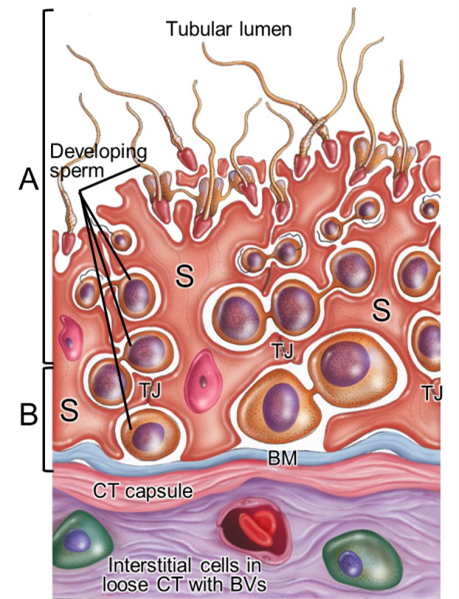 Tubular lumen
Developing
sperm
A
S
S
TJ
TJ
TJ
B
S
BM
CT capsule
Interstitial cells in
loose CT with BVs